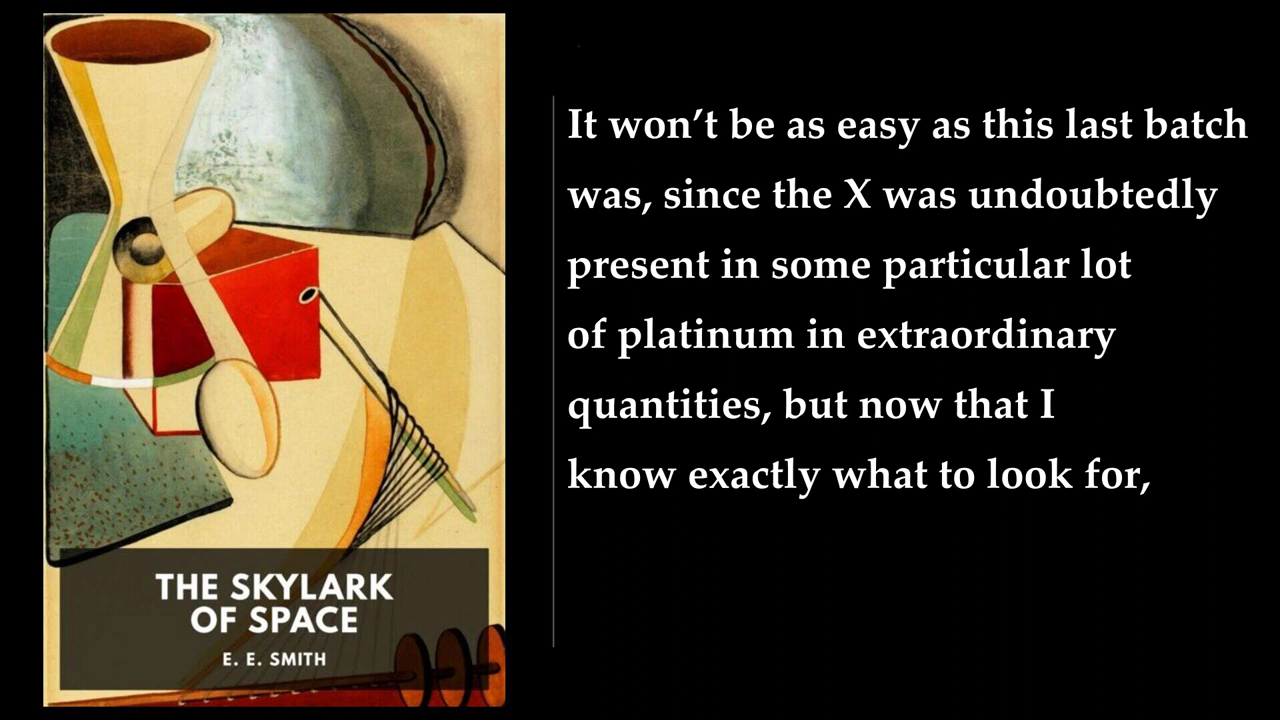 THE SKYLARK
OF SPACE
E. E. SMITH
It won’t be as easy as this last batch
was, since the X was undoubtedly
present in some particular lot
of platinum in extraordinary
quantities, but now that I
know exactly what to look for,